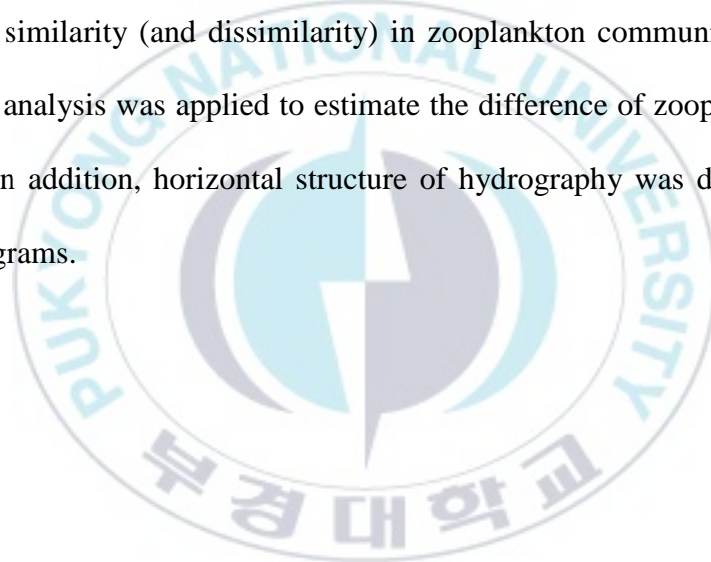 similarity (and dissimilarity) in zooplankton commun
analysis was applied to estimate the difference of zoop
n addition, horizontal structure of hydrography was d
grams.
PUKYONG NATIONAL UNIVERSITY
부경대학교